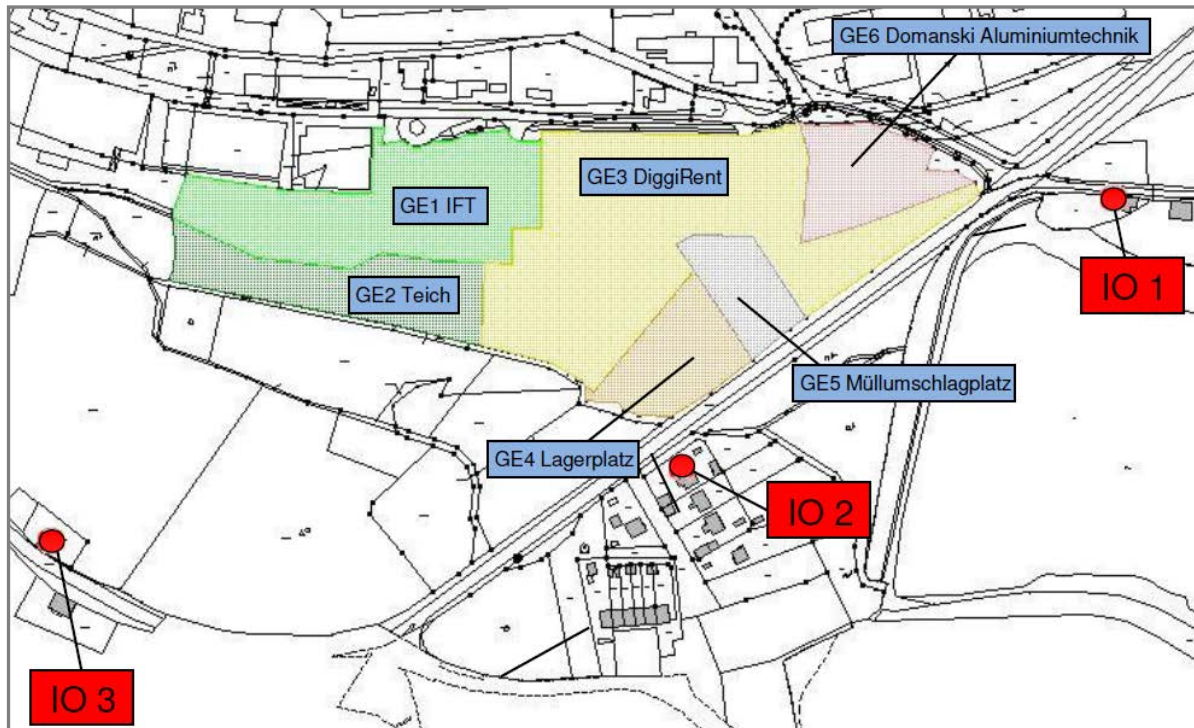 GE6 Domanski Aluminiumtechnik
GE3 DiggiRent
GE1 IFT
IO 1
GE2 Teich
GE5 Müllumschlagplatz
GE4 Lagerplatz
IO 2
IO 3